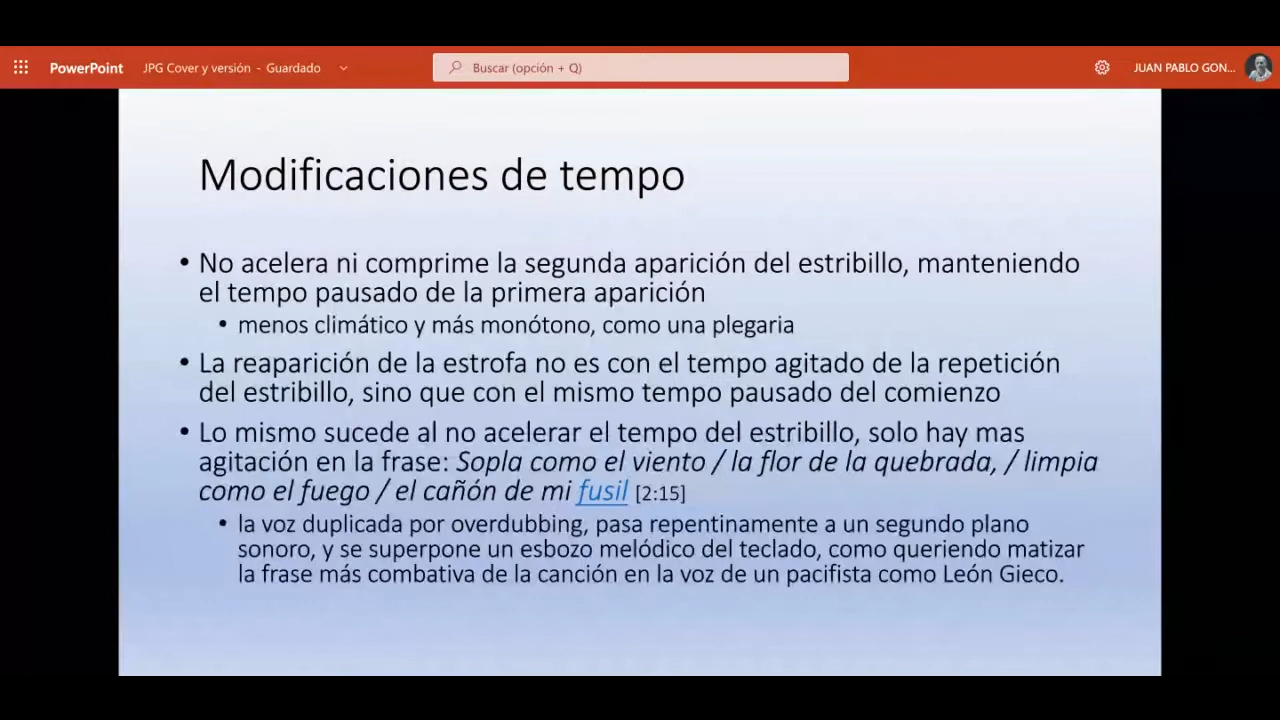 PowerPoint JPG Cover y versión - Guardado Buscar (opción + Q) JUAN PABLO GON...
Modificaciones de tempo
• No acelera ni comprime la segunda aparición del estribillo, manteniendo
el tempo pausado de la primera aparición
• menos climático y más monótono, como una plegaria
• La reaparición de la estrofa no es con el tempo agitado de la repetición
del estribillo, sino que con el mismo tempo pausado del comienzo
• Lo mismo sucede al no acelerar el tempo del estribillo, solo hay mas
agitación en la frase: Sopla como el viento / la flor de la quebrada, / limpia
como el fuego / el cañón de mi fusil [2:15]
• la voz duplicada por overdubbing, pasa repentinamente a un segundo plano
sonoro, y se superpone un esbozo melódico del teclado, como queriendo matizar
la frase más combativa de la canción en la voz de un pacifista como León Gieco.